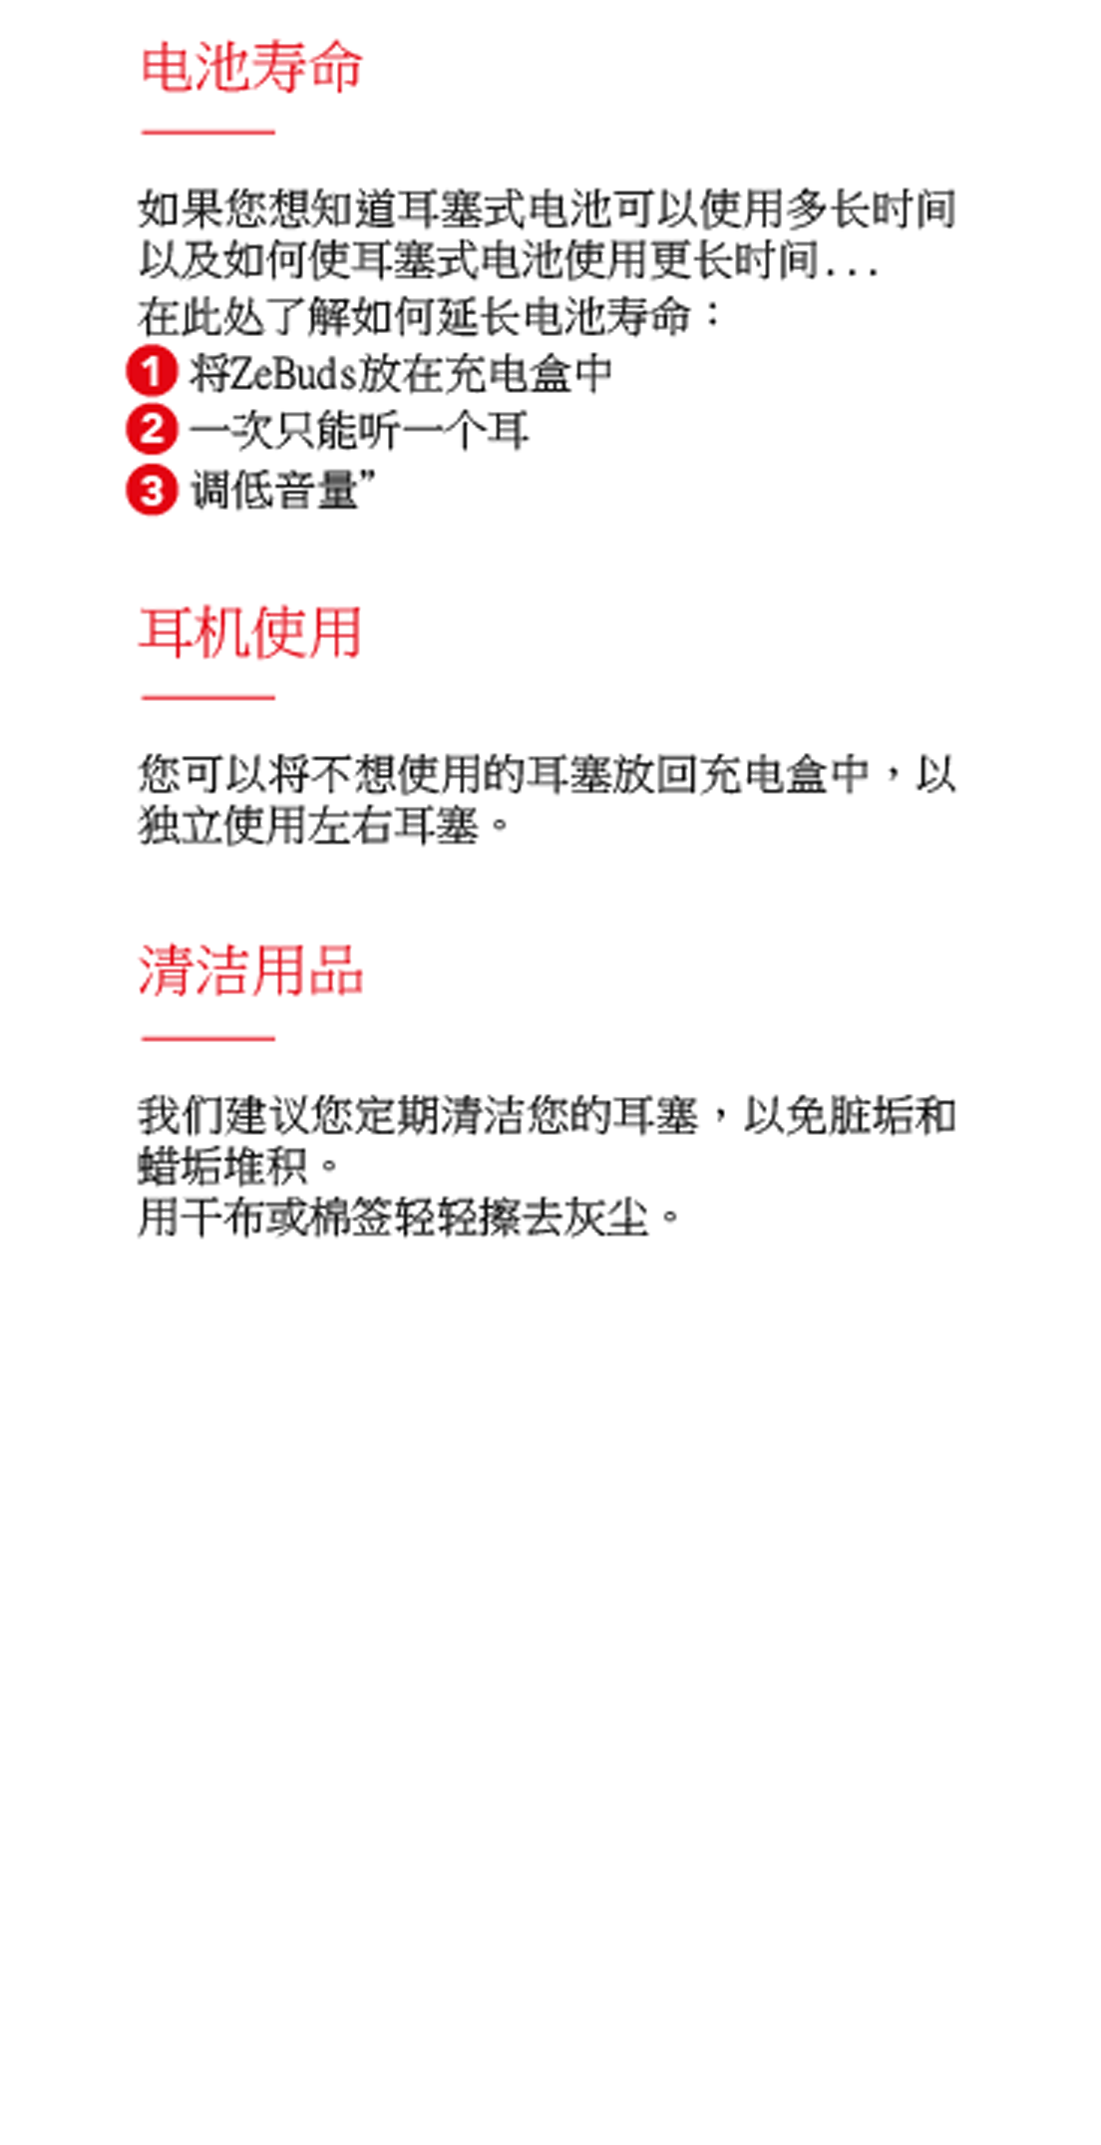 电池寿命
如果您想知道耳塞式电池可以使用多长时间
以及如何使耳塞式电池使用更长时间...
在此处了解如何延长电池寿命：
1 将ZeBuds放在充电盒中
2 一次只能听一个耳
3 调低音量”
耳机使用
您可以将不想使用的耳塞放回充电盒中，以
独立使用左右耳塞。
清洁用品
我们建议您定期清洁您的耳塞，以免脏垢和
蜡垢堆积。
用干布或棉签轻轻擦去灰尘。